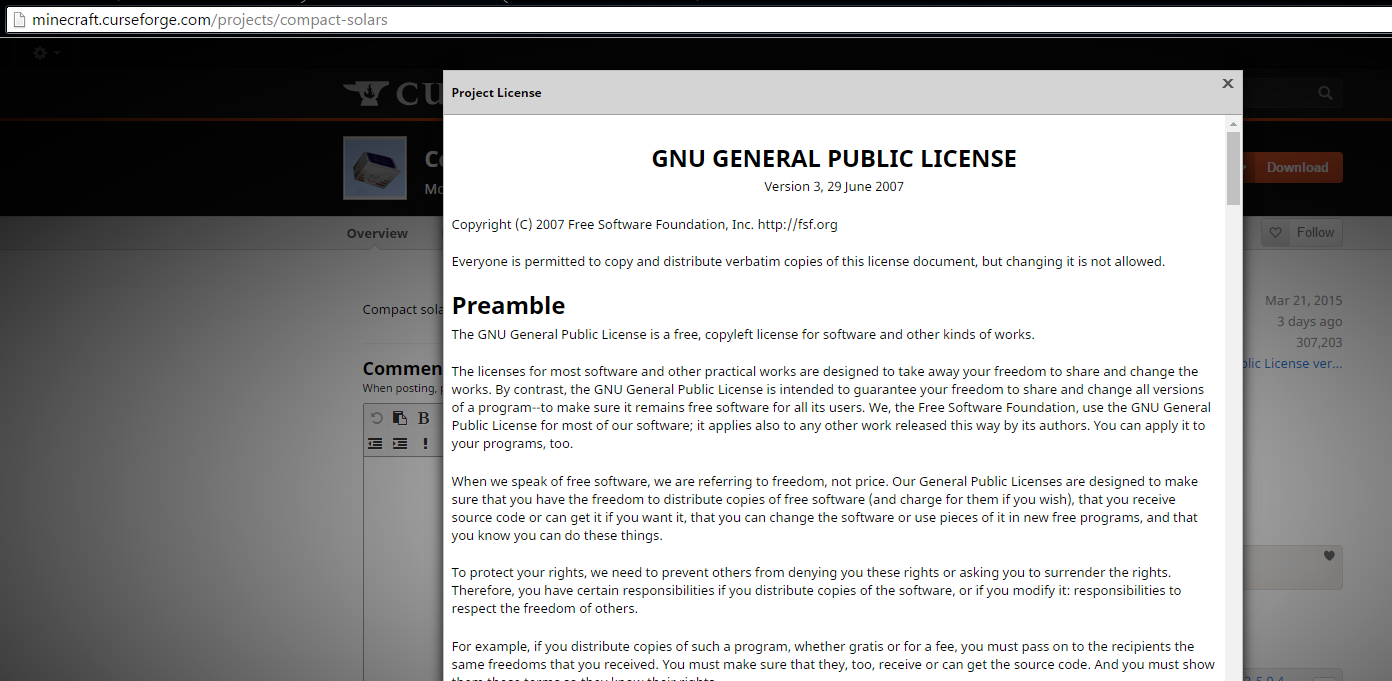 minecraft.curseforge.com/projects/compact-solars
CU
Project License
Download
Overview
Follow
GNU GENERAL PUBLIC LICENSE
Version 3, 29 June 2007
Copyright (C) 2007 Free Software Foundation, Inc. http://fsf.org
Everyone is permitted to copy and distribute verbatim copies of this license document, but changing it is not allowed.
Preamble
The GNU General Public License is a free, copyleft license for software and other kinds of works.
The licenses for most software and other practical works are designed to take away your freedom to share and change the
works. By contrast, the GNU General Public License is intended to guarantee your freedom to share and change all versions
of a program--to make sure it remains free software for all its users. We, the Free Software Foundation, use the GNU General
Public License for most of our software; it applies also to any other work released this way by its authors. You can apply it to
your programs, too.
When we speak of free software, we are referring to freedom, not price. Our General Public Licenses are designed to make
sure that you have the freedom to distribute copies of free software (and charge for them if you wish), that you receive
source code or can get it if you want it, that you can change the software or use pieces of it in new free programs, and that
you know you can do these things.
To protect your rights, we need to prevent others from denying you these rights or asking you to surrender the rights.
Therefore, you have certain responsibilities if you distribute copies of the software, or if you modify it: responsibilities to
respect the freedom of others.
For example, if you distribute copies of such a program, whether gratis or for a fee, you must pass on to the recipients the
same freedoms that you received. You must make sure that they, too, receive or can get the source code. And you must show
them these terms so they know their rights.
Compact sola
Commen
When posting, p
B
Mar 21, 2015
3 days ago
307,203
blic License ver...